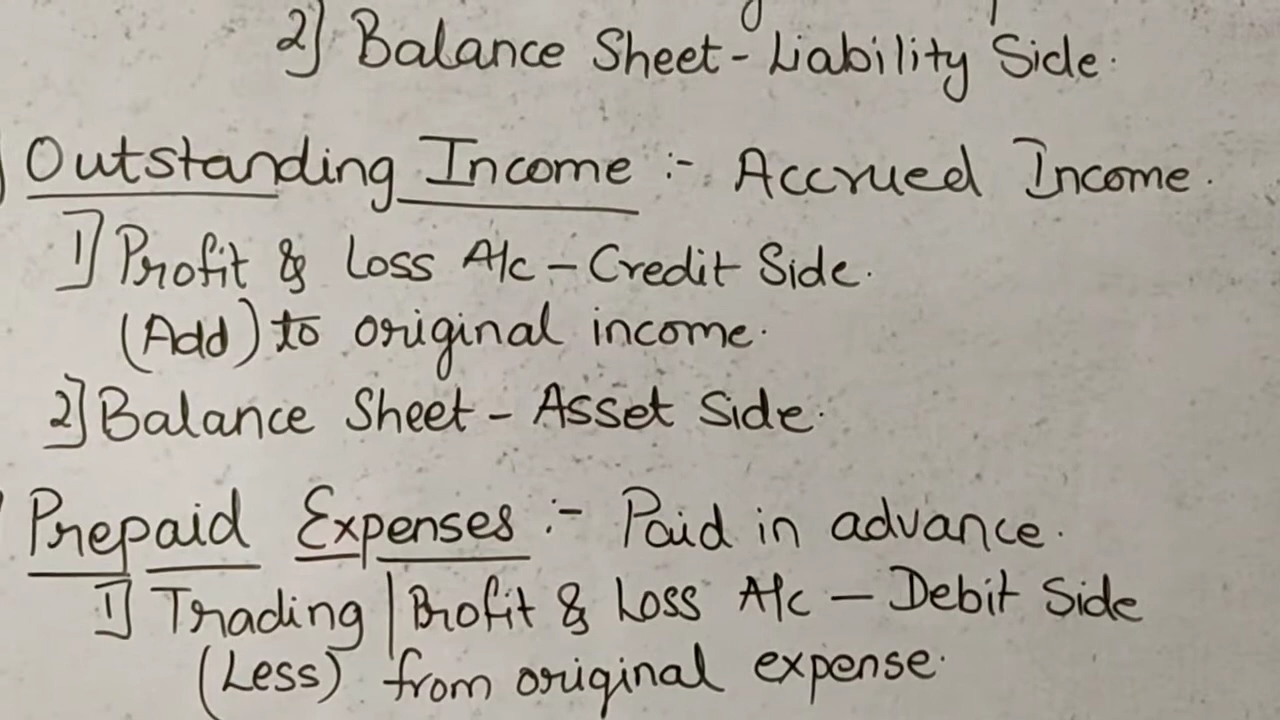 2] Balance Sheet - Liability Side.
Outstanding Income :- Accrued Income.
1] Profit & Loss A/c - Credit Side.
(Add) to original income.
2] Balance Sheet - Asset Side.
Prepaid Expenses :- Paid in advance.
1] Trading | Profit & Loss A/c - Debit Side
(Less) from original expense.